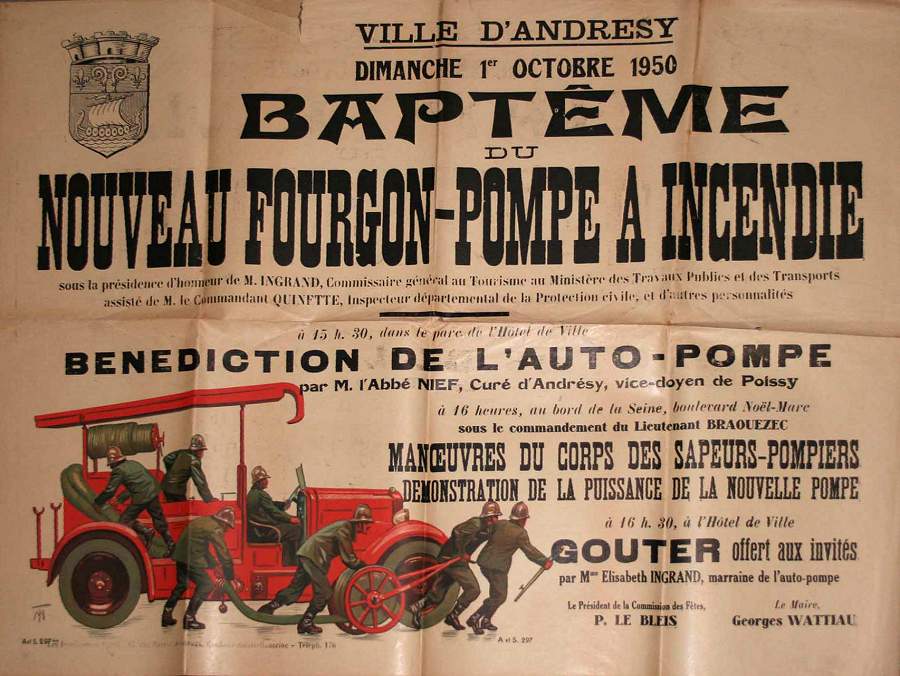 VILLE D'ANDRESY
DIMANCHE 1er OCTOBRE 1950
BAPTÊME
DU
NOUVEAU FOURGON-POMPE A INCENDIE
sous la présidence d'honneur de M. INGRAND, Commissaire général au Tourisme au Ministère des Travaux Publics et des Transports
assisté de M. le Commandant QUINETTE, Inspecteur départemental de la Protection civile, et d'autres personnalités
à 15 h. 30, dans le parc de l'Hôtel de Ville
BENEDICTION DE L'AUTO-POMPE
par M. l'Abbé NIEF, Curé d'Andrésy, vice-doyen de Poissy
à 16 heures, au bord de la Seine, boulevard Noël-Marc
sous le commandement du Lieutenant BRAOUEZEC
MANŒUVRES DU CORPS DES SAPEURS-POMPIERS
DEMONSTRATION DE LA PUISSANCE DE LA NOUVELLE POMPE
à 16 h. 30, à l'Hôtel de Ville
GOUTER offert aux invités
par Mme Elisabeth INGRAND, marraine de l'auto-pompe
Le Président de la Commission des Fêtes,
P. LE BLEIS
Le Maire,
Georges WATTIAU
A et S. 297
A et S. 297
Téléph. 176